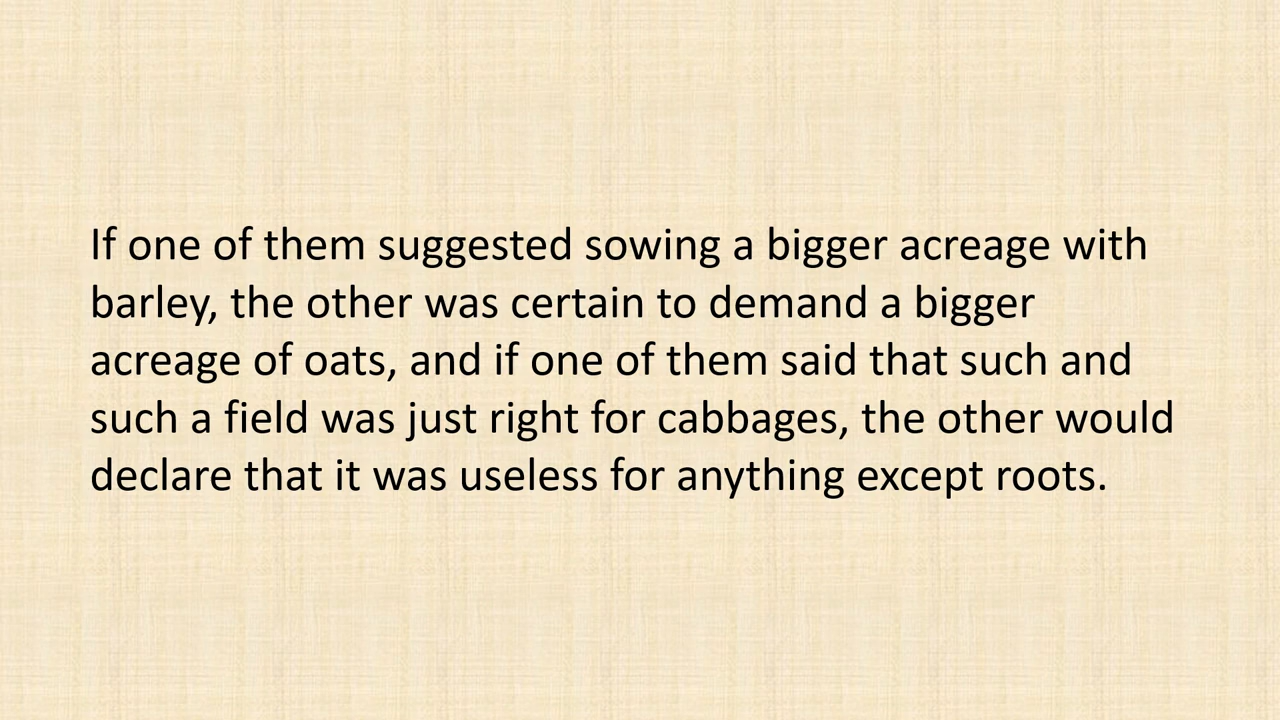 If one of them suggested sowing a bigger acreage with
barley, the other was certain to demand a bigger
acreage of oats, and if one of them said that such and
such a field was just right for cabbages, the other would
declare that it was useless for anything except roots.